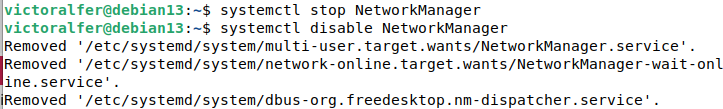 victoralfer@debian13:~$ systemctl stop NetworkManager
victoralfer@debian13:~$ systemctl disable NetworkManager
Removed '/etc/systemd/system/multi-user.target.wants/NetworkManager.service'.
Removed '/etc/systemd/system/network-online.target.wants/NetworkManager-wait-onl
ine.service'.
Removed '/etc/systemd/system/dbus-org.freedesktop.nm-dispatcher.service'.